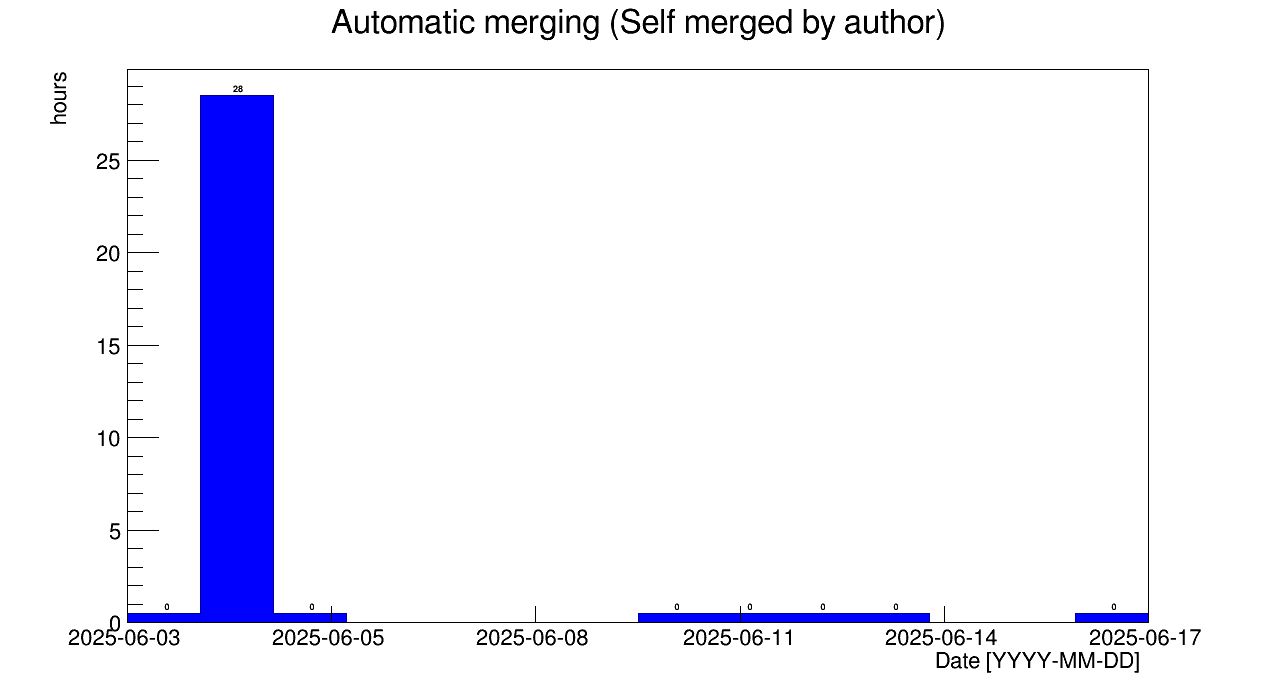 Automatic merging (Self merged by author)
hours
28
25
20
15
10
5
0
0 0 0 0 0 0 0
2025-06-03 2025-06-05 2025-06-08 2025-06-11 2025-06-14 2025-06-17
Date [YYYY-MM-DD]